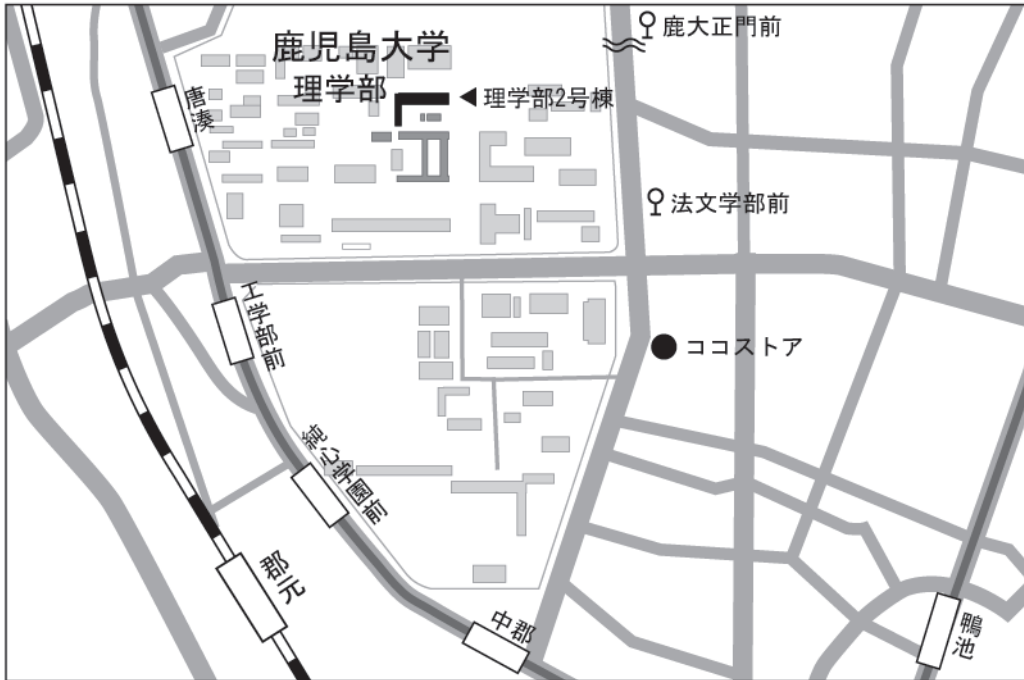 鹿大正門前
鹿児島大学
理学部
理学部2号棟
唐湊
法文学部前
工学部前
ココストア
純心学園前
郡元
中郡
鴨池